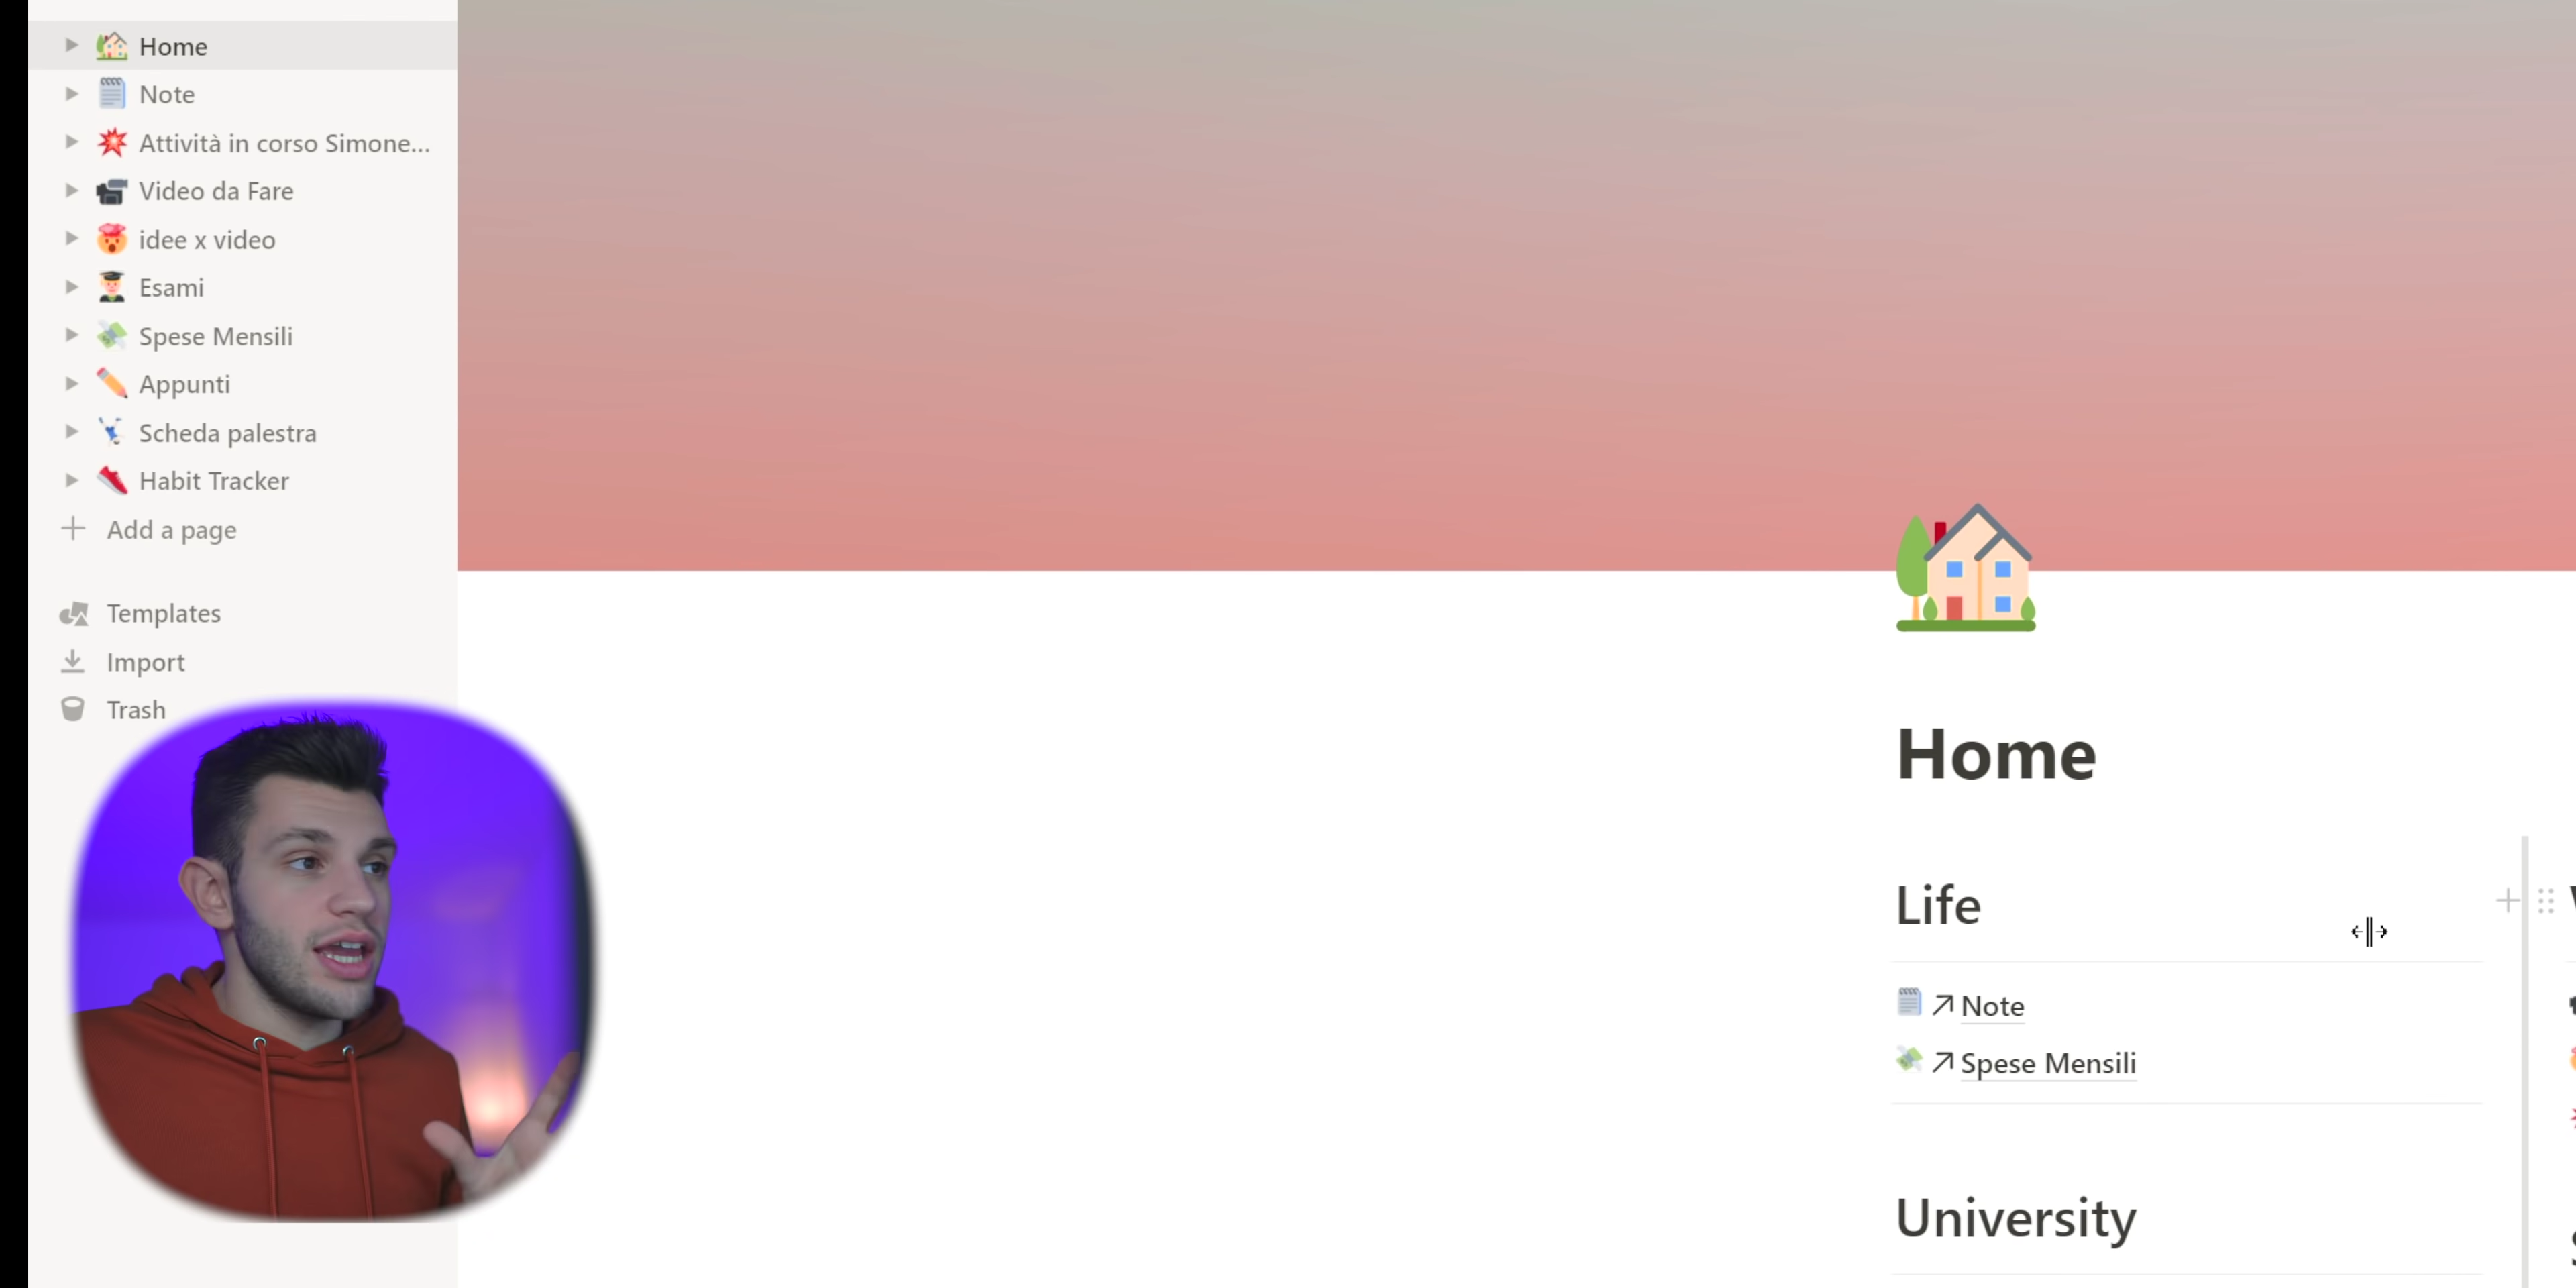 Home
Note
Attività in corso Simone...
Video da Fare
idee x video
Esami
Spese Mensili
Appunti
Scheda palestra
Habit Tracker
Add a page
Templates
Import
Trash
Home
Life
Note
Spese Mensili
University